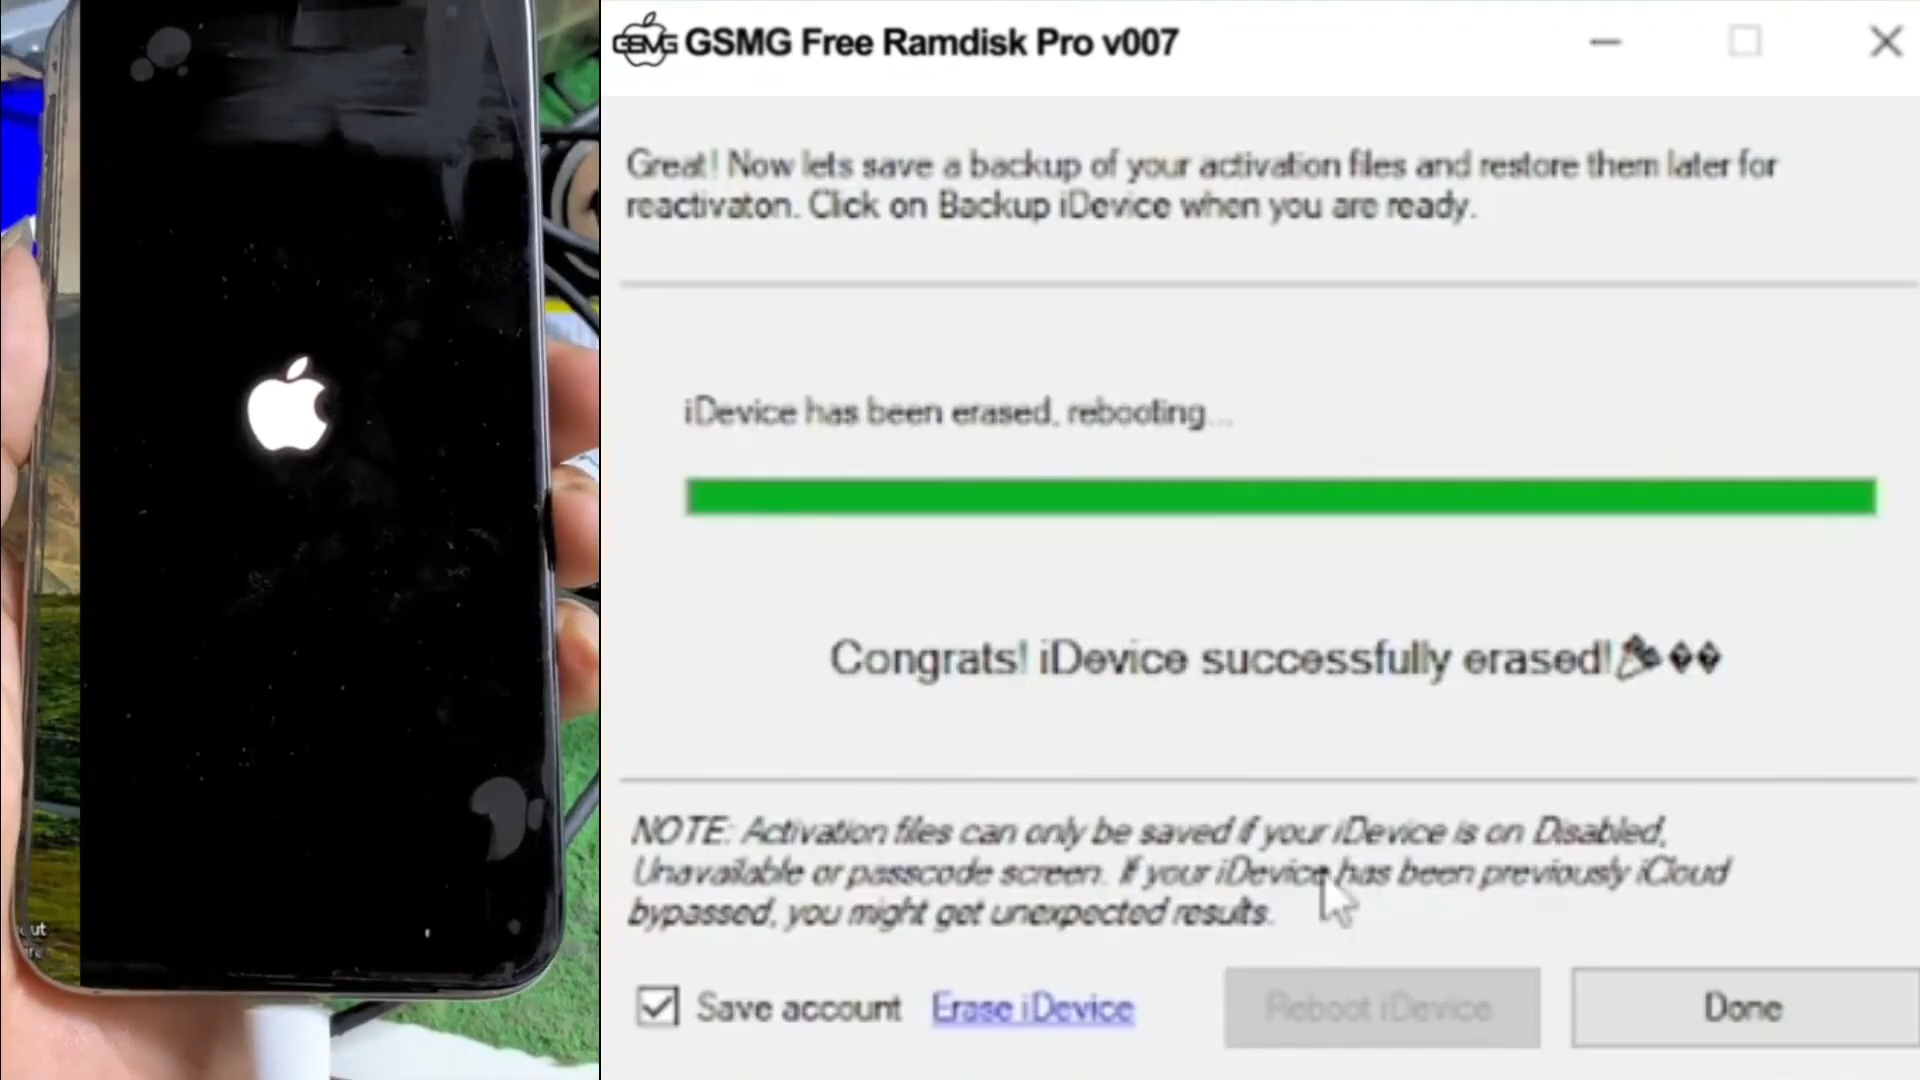 GSMG GSMG Free Ramdisk Pro v007
Great! Now lets save a backup of your activation files and restore them later for
reactivaton. Click on Backup iDevice when you are ready.
iDevice has been erased, rebooting...
Congrats! iDevice successfully erased!
NOTE: Activation files can only be saved if your iDevice is on Disabled,
Unavailable or passcode screen. If your iDevice has been previously iCloud
bypassed, you might get unexpected results.
Save account Erase iDevice Reboot iDevice Done